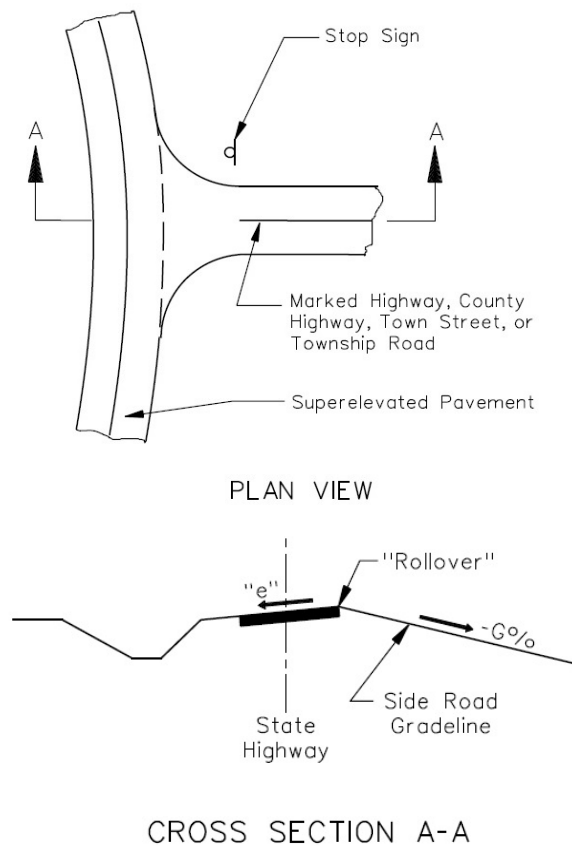 Stop Sign
A
A
Marked Highway, County
Highway, Town Street, or
Township Road
Superelevated Pavement
PLAN VIEW
"Rollover"
"e"
-G%
Side Road
Gradeline
State
Highway
CROSS SECTION A-A